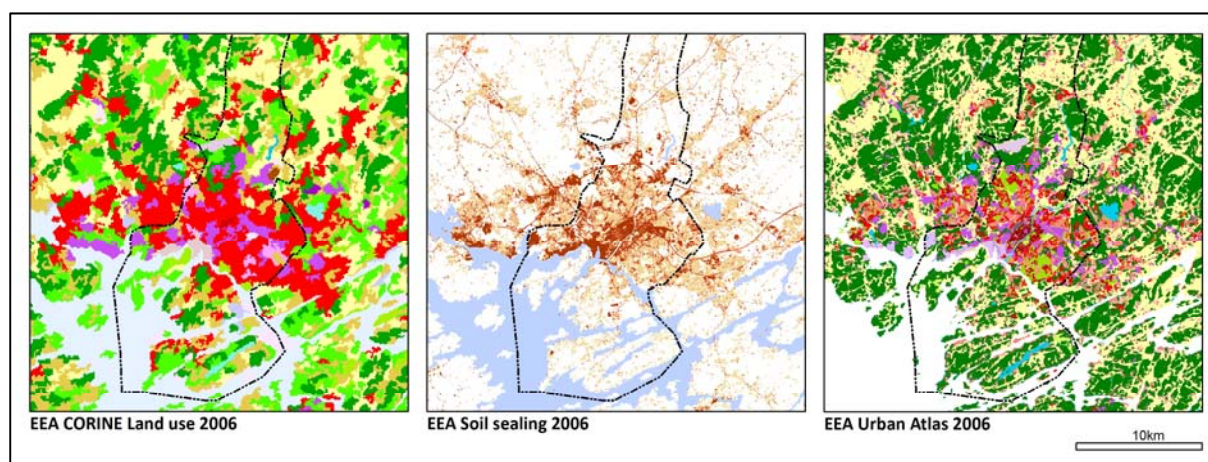 EEA CORINE Land use 2006
EEA Soil sealing 2006
EEA Urban Atlas 2006
10km